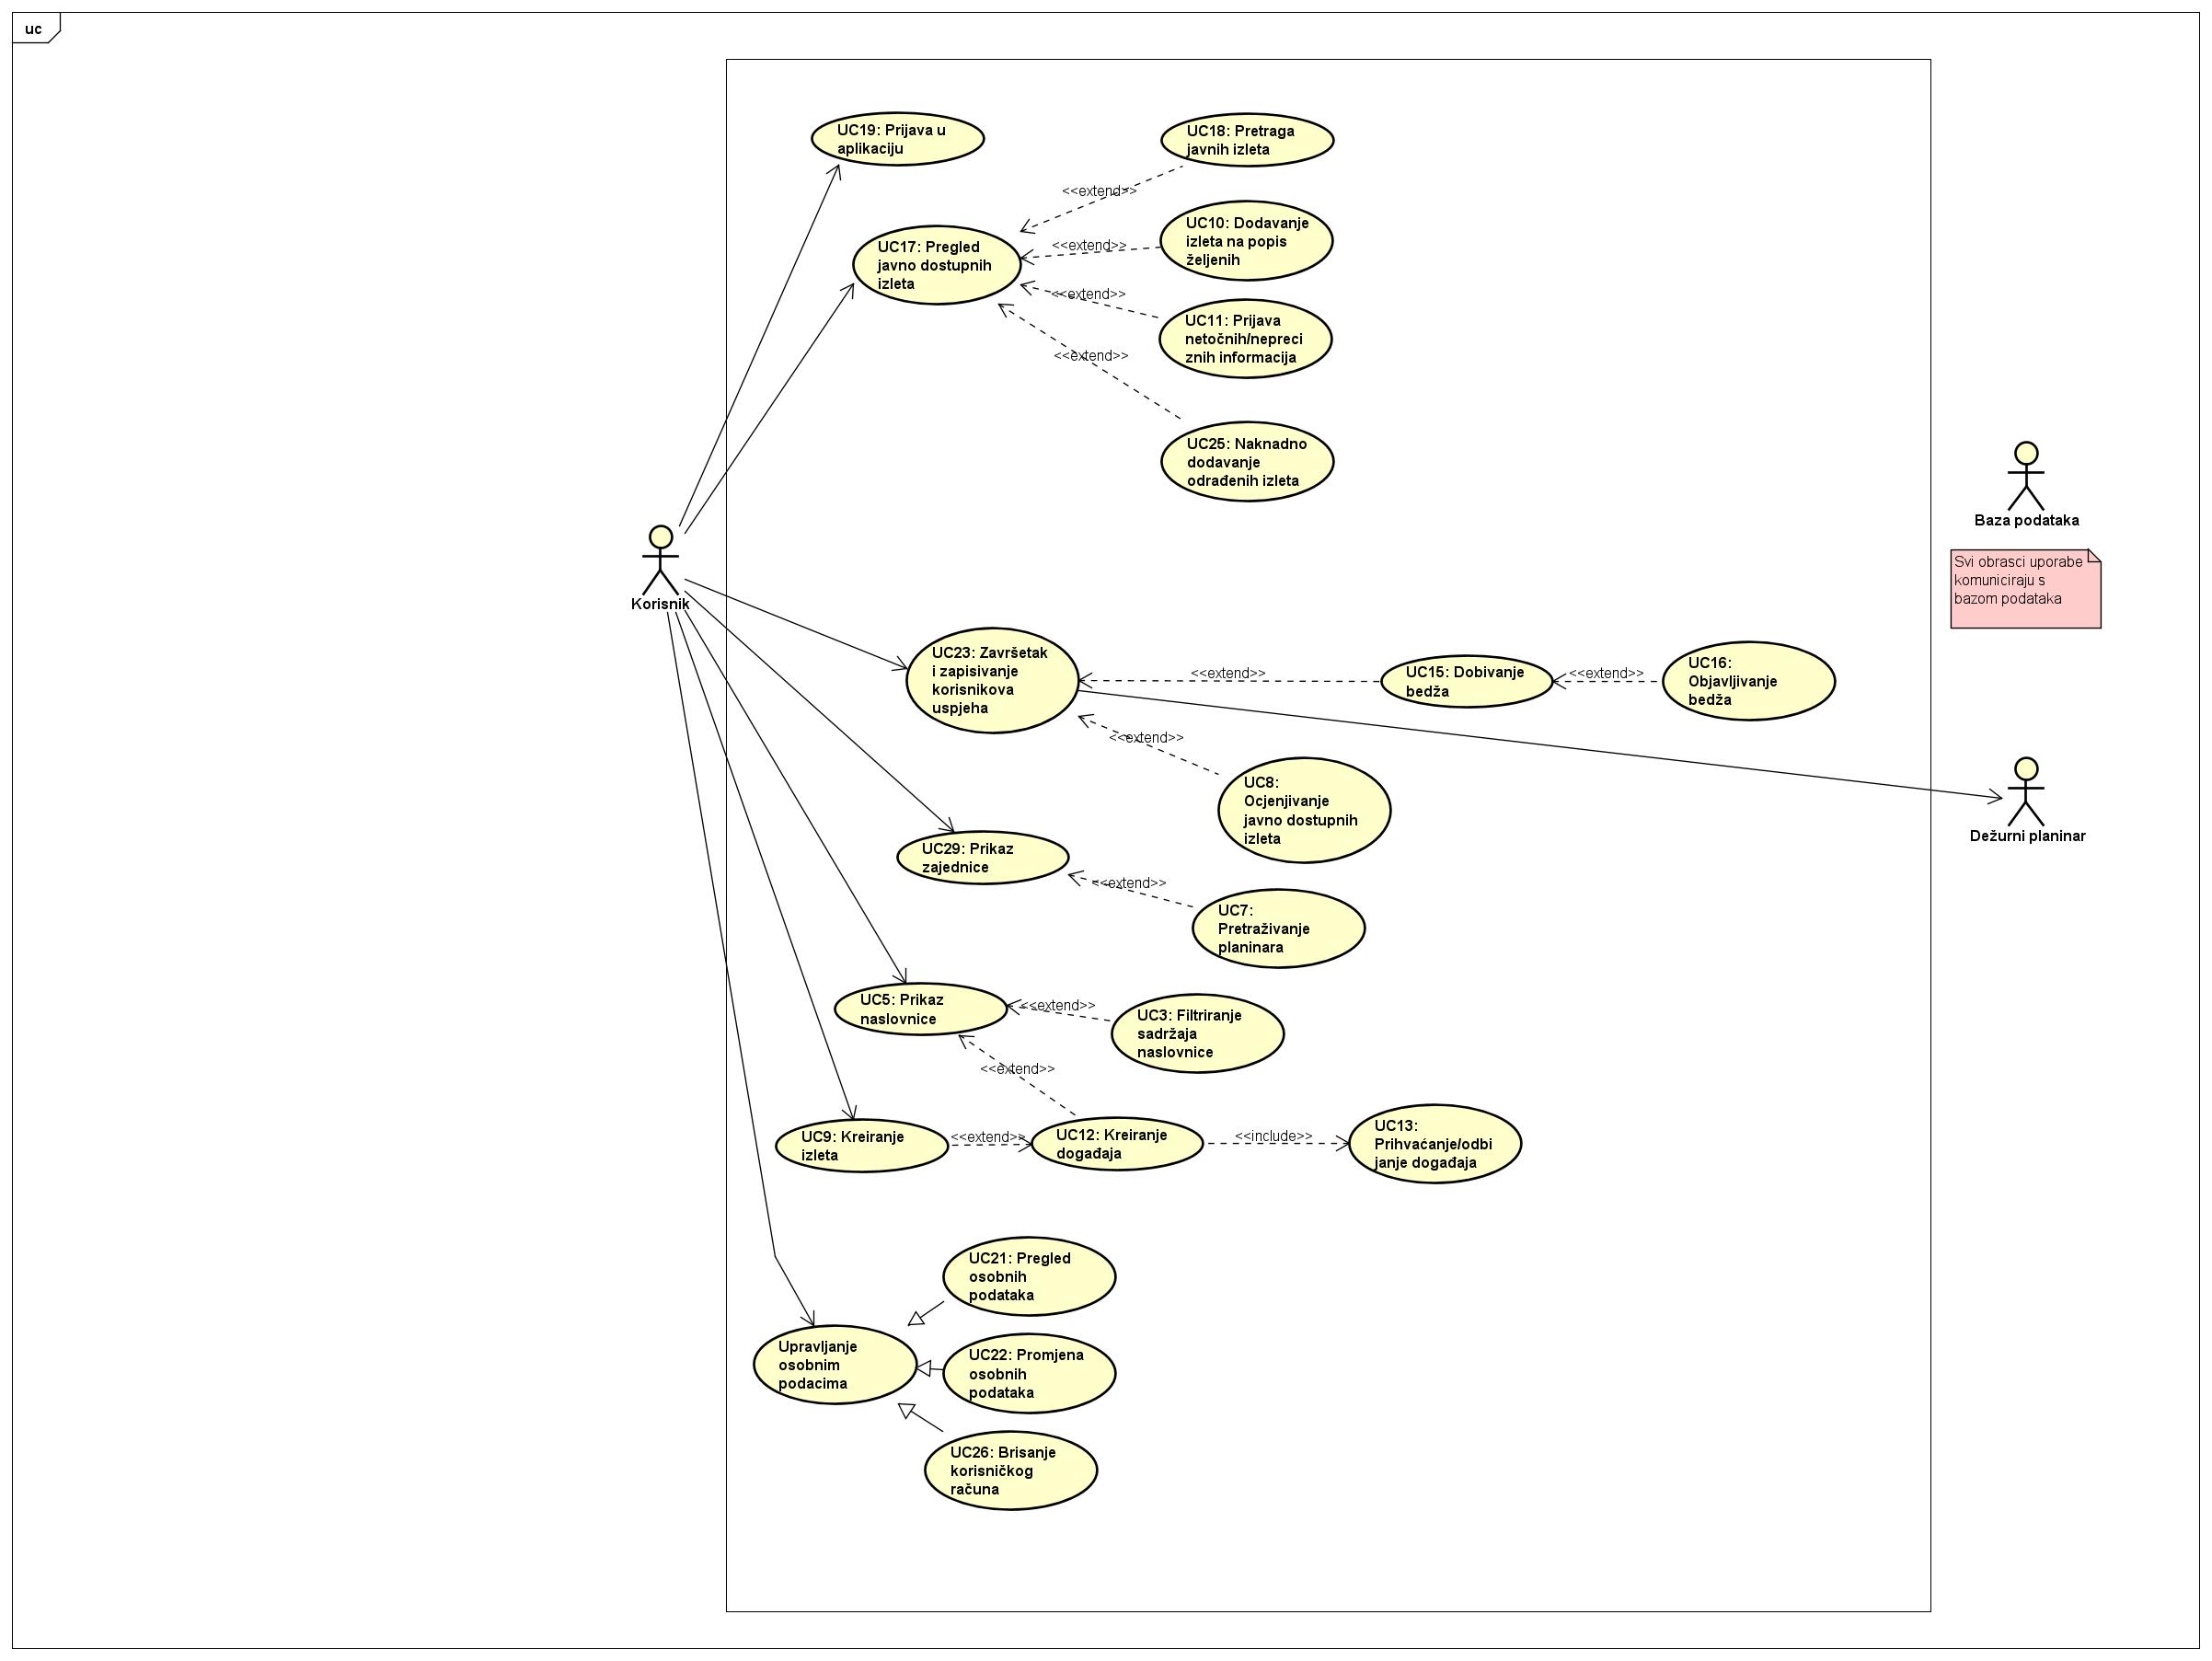 uc
UC19: Prijava u
aplikaciju
UC18: Pretraga
javnih izleta
<<extend>>
UC10: Dodavanje
izleta na popis
željenih
UC17: Pregled
javno dostupnih
izleta
<<extend>>
<<extend>>
UC11: Prijava
netočnih/nepreci
znih informacija
<<extend>>
UC25: Naknadno
dodavanje
odrađenih izleta
Baza podataka
Svi obrasci uporabe
komuniciraju s
bazom podataka
Korisnik
UC23: Završetak
i zapisivanje
korisnikova
uspjeha
<<extend>>
UC15: Dobivanje
bedža
<<extend>>
UC16:
Objavljivanje
bedža
<<extend>>
UC8:
Ocjenjivanje
javno dostupnih
izleta
Dežurni planinar
UC29: Prikaz
zajednice
<<extend>>
UC7:
Pretraživanje
planinara
UC5: Prikaz
naslovnice
<<extend>>
UC3: Filtriranje
sadržaja
naslovnice
<<extend>>
UC9: Kreiranje
izleta
<<extend>>
UC12: Kreiranje
događaja
<<include>>
UC13:
Prihvaćanje/odbi
janje događaja
UC21: Pregled
osobnih
podataka
Upravljanje
osobnim
podacima
UC22: Promjena
osobnih
podataka
UC26: Brisanje
korisničkog
računa